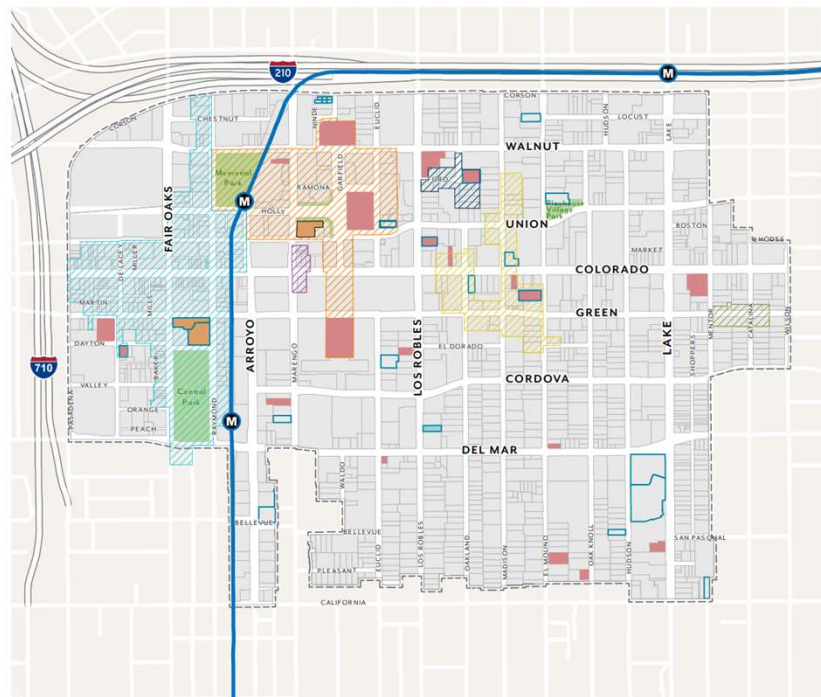 210
M
CORSON
CORSON
CHESTNUT
NINDE
EUCLID
HUDSON
LOCUST
LAKE
WALNUT
GARFIELD
Memorial
Park
FORD
RAMONA
M
FAIR OAKS
HOLLY
Playhouse
Village
Park
UNION
BOSTON
RHODES
MARKET
DE LACEY
MILLER
COLORADO
MARTIN
MILLS
GREEN
MENTOR
CATALINA
WILSON
DAYTON
ARROYO
MARENGO
LOS ROBLES
EL DORADO
LAKE
SHOPPERS
710
BAKER
CORDOVA
VALLEY
Central
Park
PASADENA
ORANGE
PEACH
RAYMOND
M
DEL MAR
WALDO
BELLEVUE
BELLEVUE
EUCLID
LOS ROBLES
OAKLAND
MADISON
EL MOLINO
OAK KNOLL
HUDSON
SAN PASQUAL
PLEASANT
CALIFORNIA